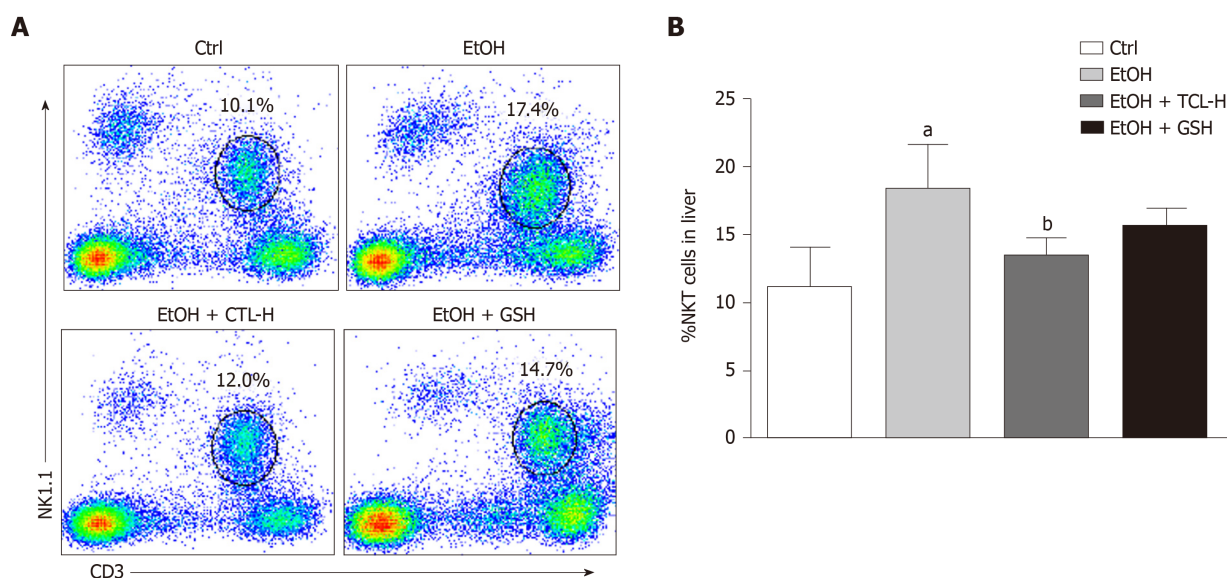 A
Ctrl
EtOH
10.1%
17.4%
EtOH + CTL-H
EtOH + GSH
12.0%
14.7%
NK1.1
CD3
B
Ctrl
EtOH
EtOH + TCL-H
EtOH + GSH
%NKT cells in liver
25
20
15
10
5
0
a
b